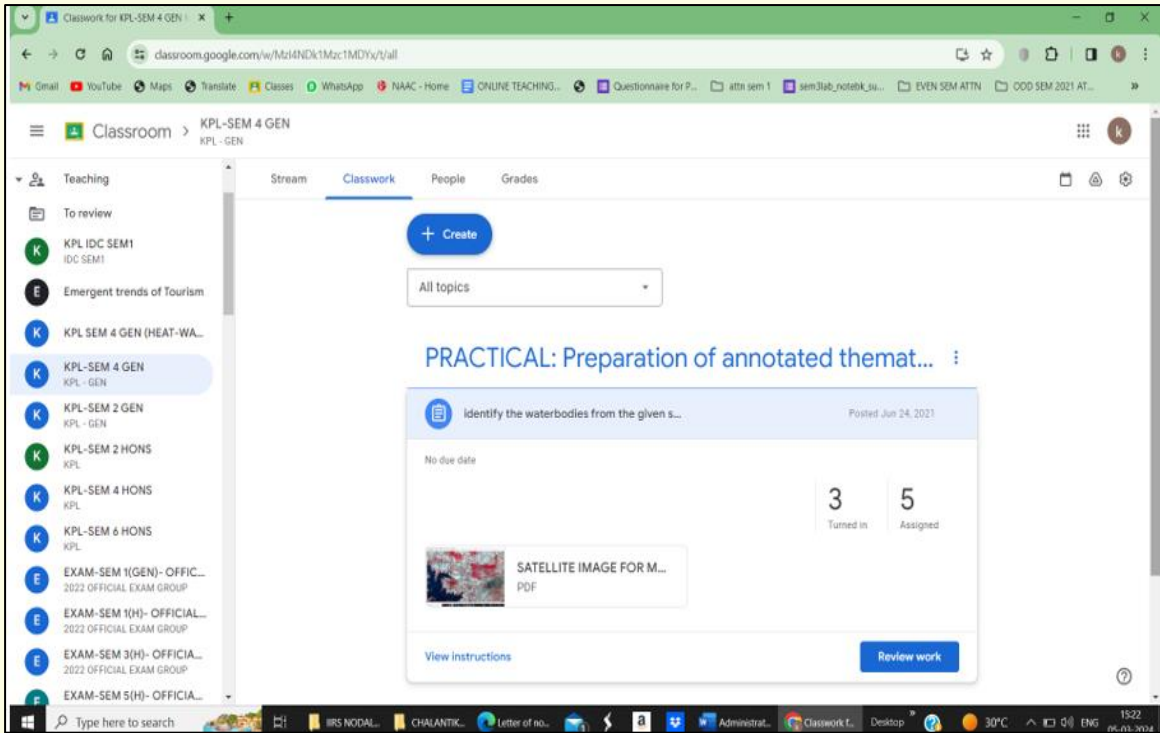 Classwork for KPL-SEM 4 GEN
classroom.google.com/w/MzI4NDk1Mzc1MDYx/t/all
Gmail YouTube Maps Translate Classes WhatsApp NAAC - Home ONLINE TEACHING... Questionnaire for P... attn sem 1 sem3lab_notebk_su... EVEN SEM ATTN ODD SEM 2021 AT... »
Classroom > KPL-SEM 4 GEN
KPL - GEN
k
Teaching
Stream Classwork People Grades
To review
+ Create
K KPL IDC SEM1
IDC SEM1
E Emergent trends of Tourism
All topics
K KPL SEM 4 GEN (HEAT-WA...
K KPL-SEM 4 GEN
KPL - GEN
PRACTICAL: Preparation of annotated themat...
K KPL-SEM 2 GEN
KPL - GEN
identify the waterbodies from the given s... Posted Jun 24, 2021
K KPL-SEM 2 HONS
KPL
No due date
K KPL-SEM 4 HONS
KPL
3 5
Turned in Assigned
K KPL-SEM 6 HONS
KPL
E EXAM-SEM 1(GEN)- OFFIC...
2022 OFFICIAL EXAM GROUP
SATELLITE IMAGE FOR M...
PDF
E EXAM-SEM 1(H)- OFFICIAL...
2022 OFFICIAL EXAM GROUP
E EXAM-SEM 3(H)- OFFICIA...
2022 OFFICIAL EXAM GROUP
View instructions Review work
E EXAM-SEM 5(H)- OFFICIA...
Type here to search IIRS NODAL... CHALANTIK... Letter of no... a W Administrat... Classwork f... Desktop » 30°C ENG 15:22
05-03-2024